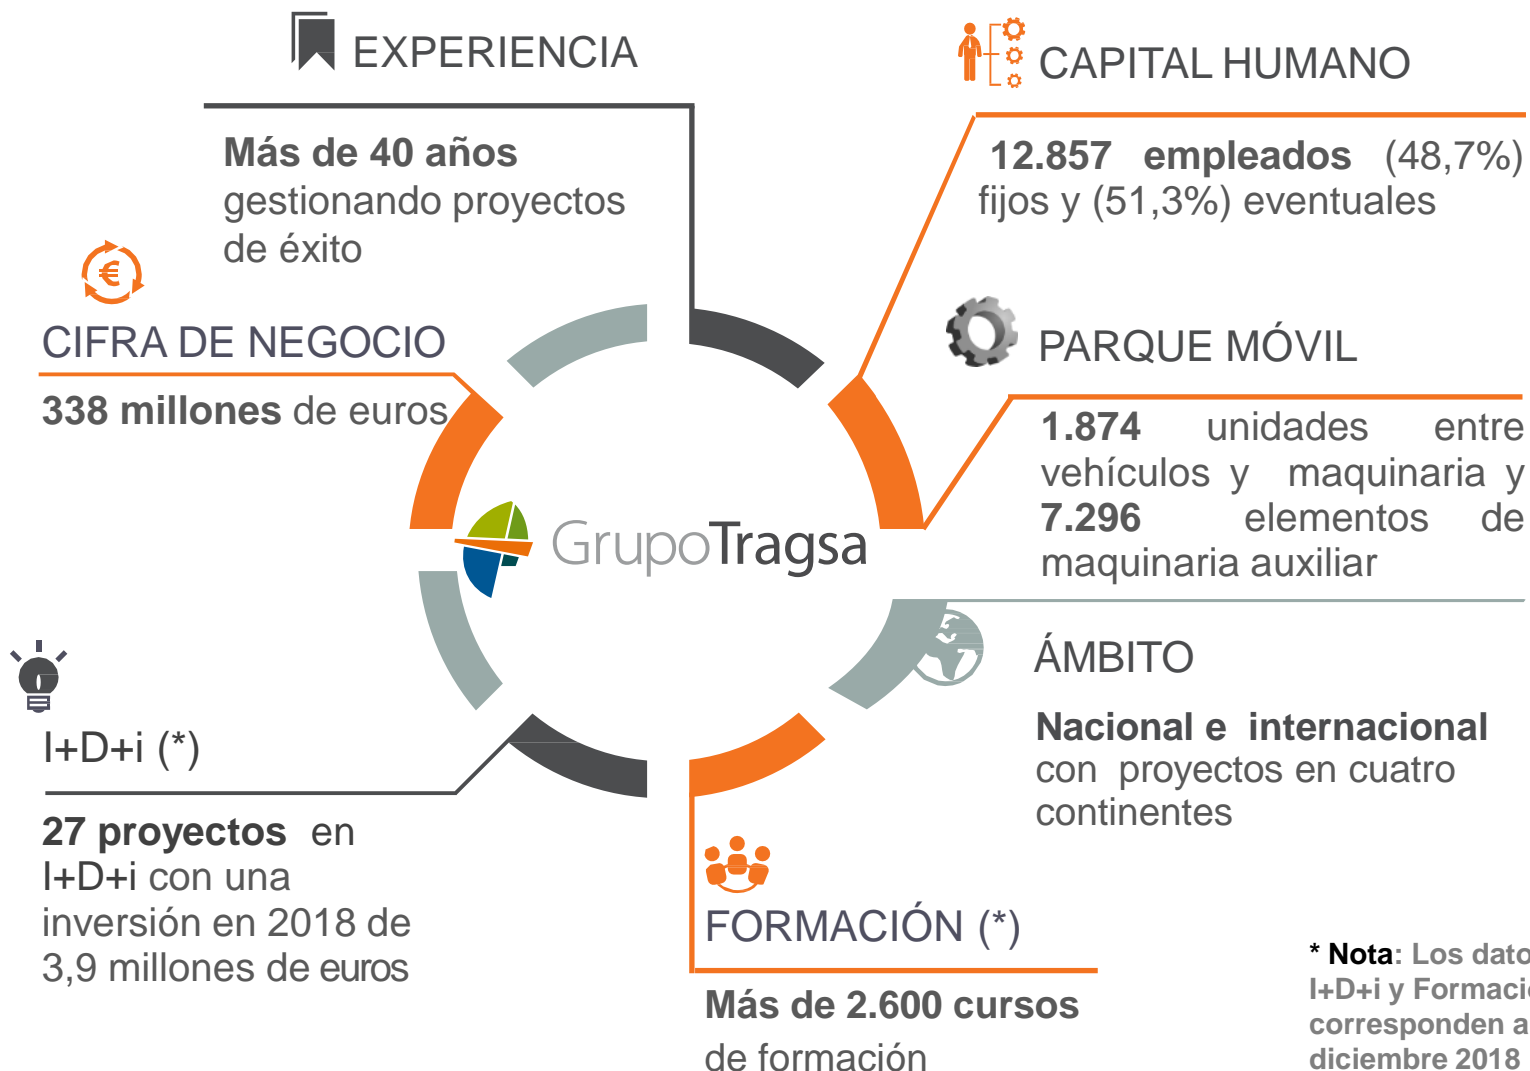 EXPERIENCIA
Más de 40 años
gestionando proyectos
de éxito
CAPITAL HUMANO
12.857 empleados (48,7%)
fijos y (51,3%) eventuales
€
CIFRA DE NEGOCIO
338 millones de euros
PARQUE MÓVIL
1.874 unidades entre
vehículos y maquinaria y
7.296 elementos de
maquinaria auxiliar
GrupoTragsa
ÁMBITO
Nacional e internacional
con proyectos en cuatro
continentes
I+D+i (*)
27 proyectos en
I+D+i con una
inversión en 2018 de
3,9 millones de euros
FORMACIÓN (*)
Más de 2.600 cursos
de formación
* Nota: Los dato
I+D+i y Formació
corresponden a
diciembre 2018